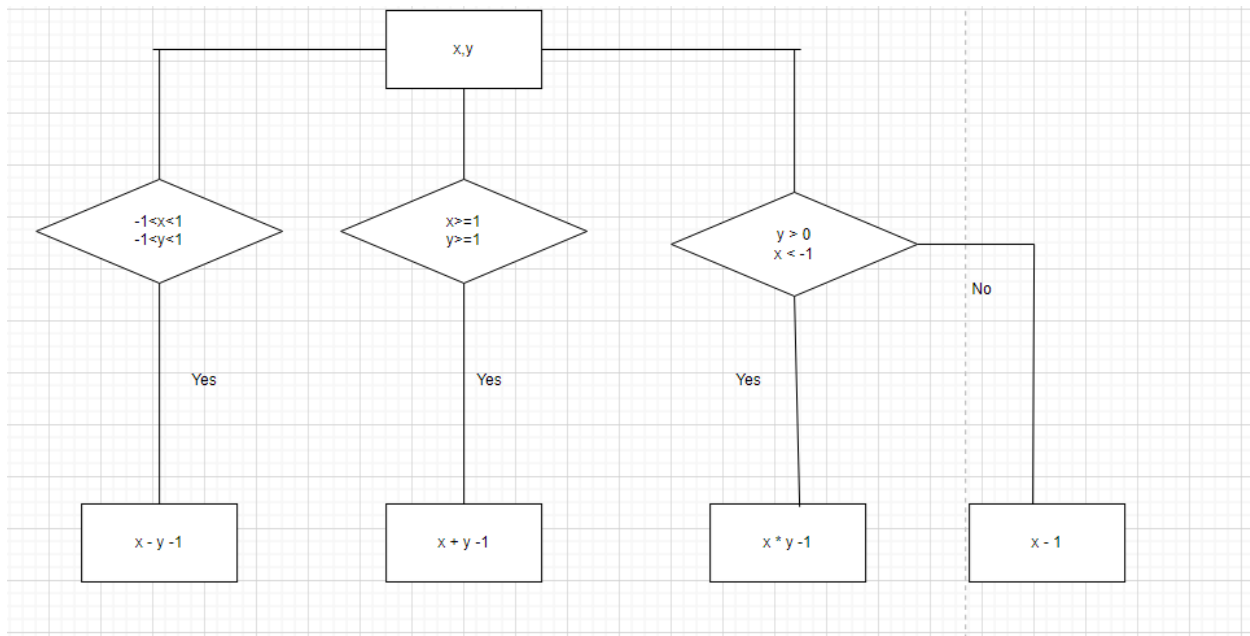 x,y
-1<x<1
-1<y<1
x>=1
y>=1
y > 0
x < -1
No
Yes
Yes
Yes
x - y -1
x + y -1
x * y -1
x - 1